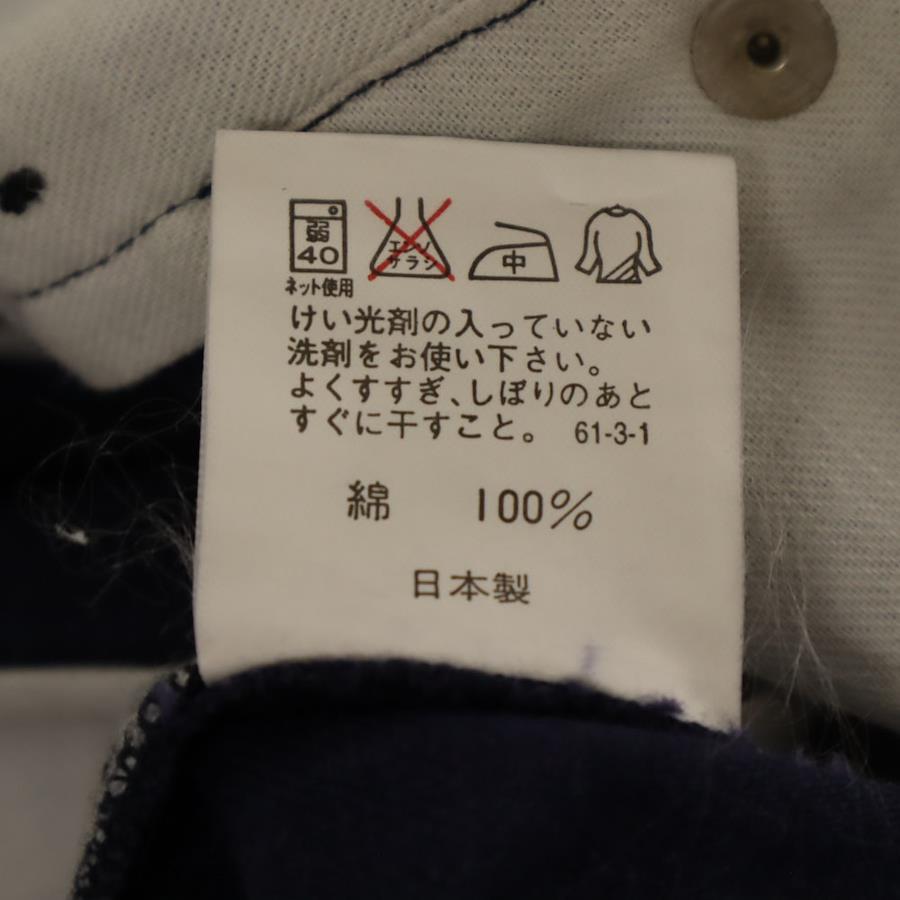 弱
40
エンソ
サラシ
中
ネット使用
けい光剤の入っていない
洗剤をお使い下さい。
よくすすぎ、しぼりのあと
すぐに干すこと。 61-3-1
綿 100%
日本製